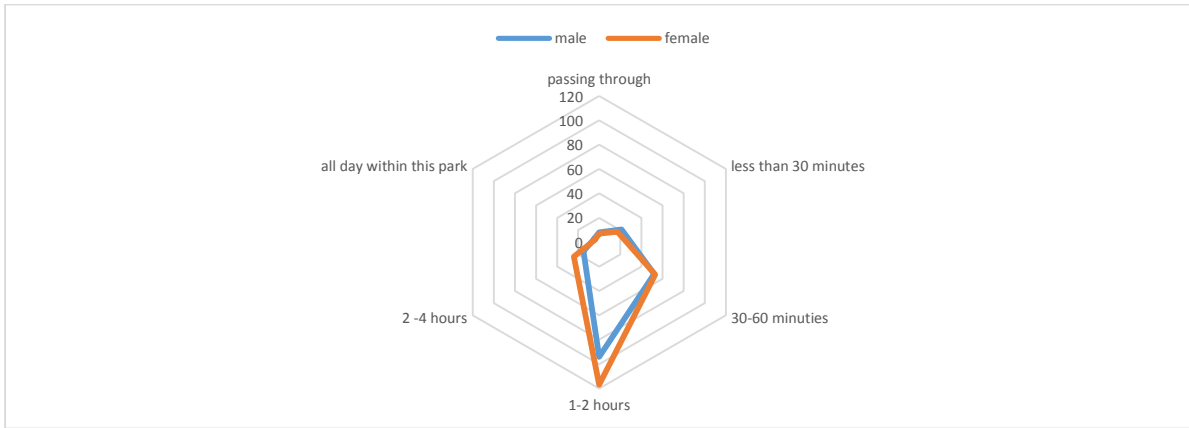 male female
passing through
120
100
80
60
40
20
0
all day within this park
less than 30 minutes
2 -4 hours
30-60 minuties
1-2 hours